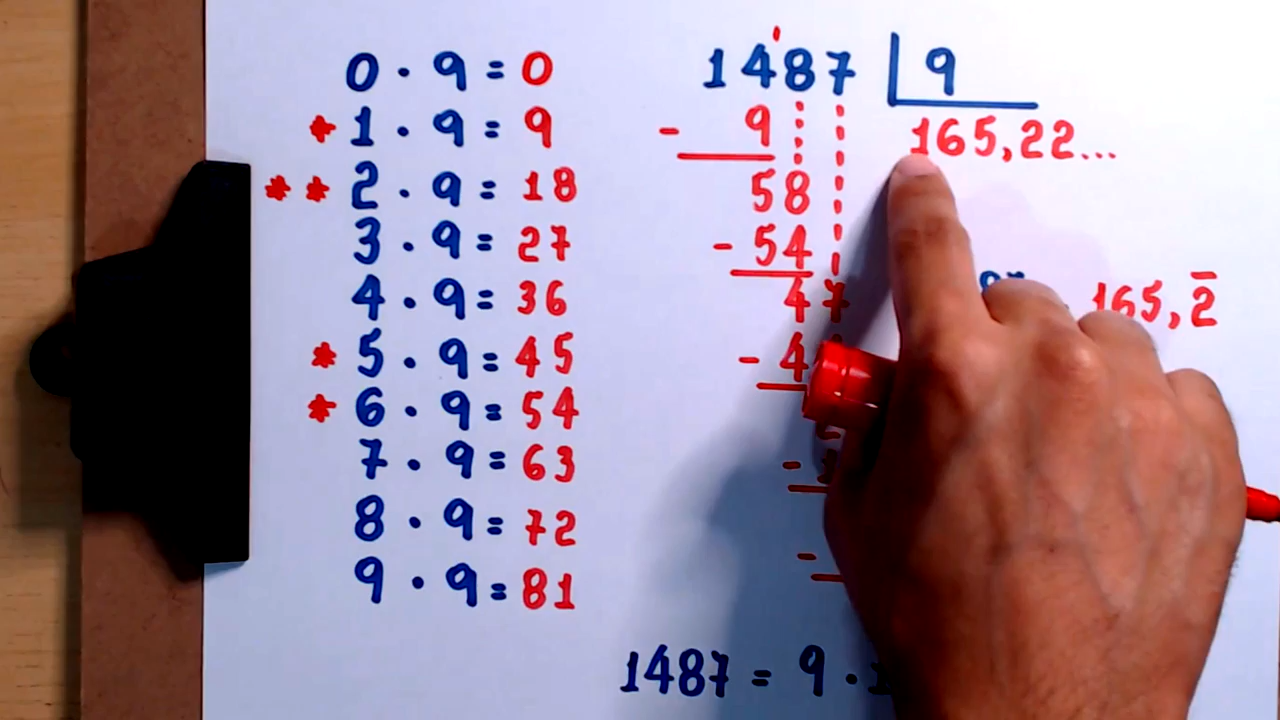 0 · 9 = 0
* 1 · 9 = 9
** 2 · 9 = 18
3 · 9 = 27
4 · 9 = 36
* 5 · 9 = 45
* 6 · 9 = 54
7 · 9 = 63
8 · 9 = 72
9 · 9 = 81
1487 9
- 9 165,22...
58
- 54
47
- 4
165,2̅
1487 = 9 ·